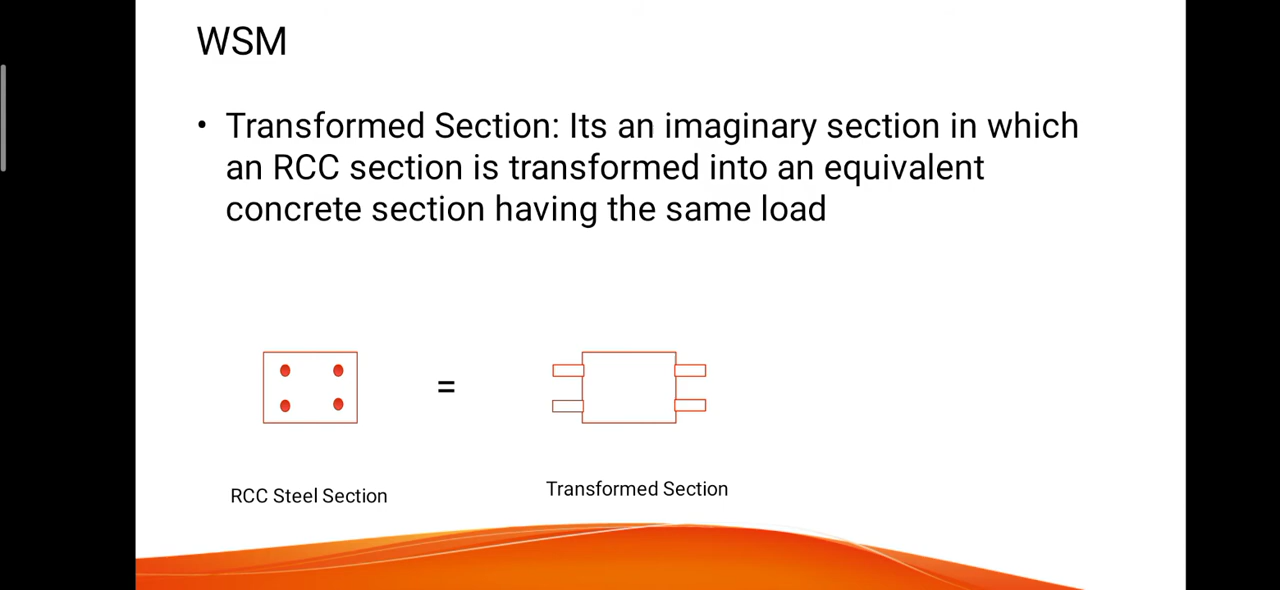 WSM
• Transformed Section: Its an imaginary section in which
an RCC section is transformed into an equivalent
concrete section having the same load
=
RCC Steel Section
Transformed Section